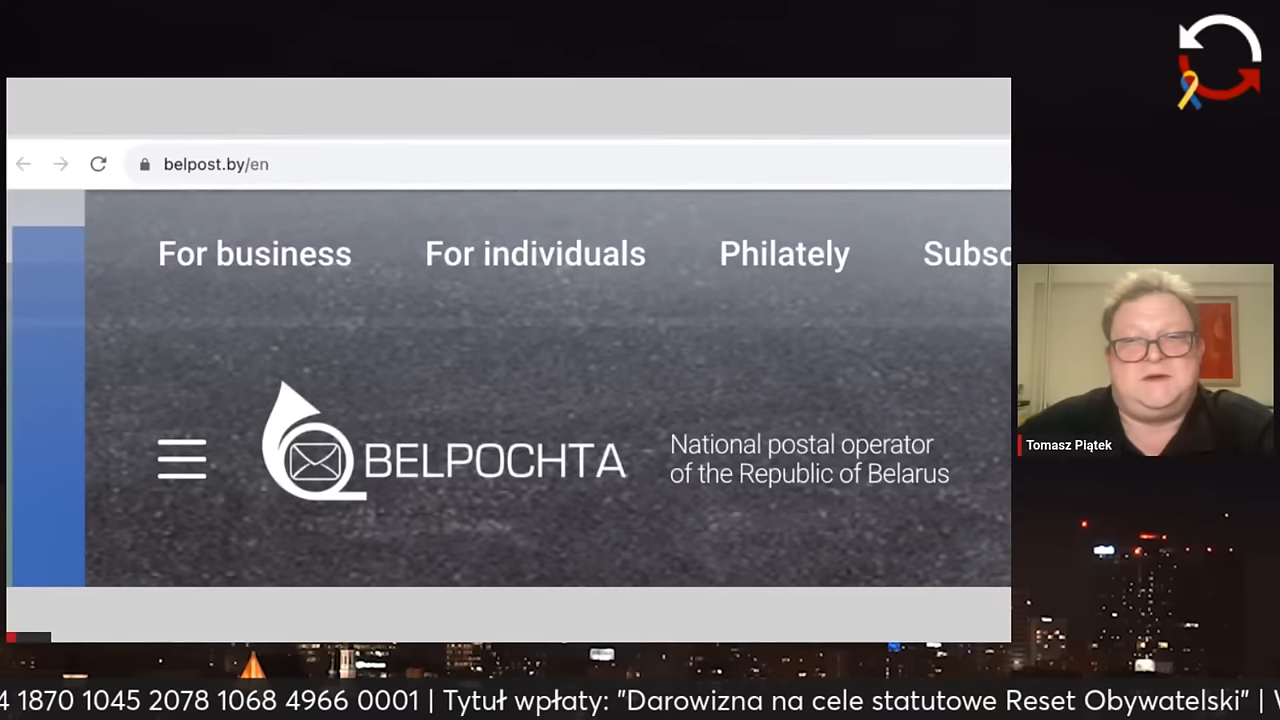 belpost.by/en
For business For individuals Philately Subsc
BELPOCHTA
National postal operator
of the Republic of Belarus
Tomasz Piątek
4 1870 1045 2078 1068 4966 0001 | Tytuł wpłaty: "Darowizna na cele statutowe Reset Obywatelski" |